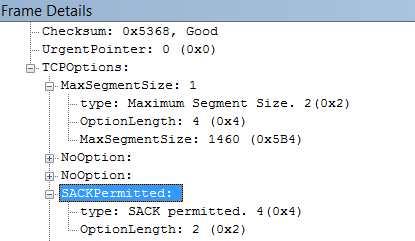 Frame Details
Checksum: 0x5368, Good
UrgentPointer: 0 (0x0)
TCPOptions:
MaxSegmentSize: 1
type: Maximum Segment Size. 2(0x2)
OptionLength: 4 (0x4)
MaxSegmentSize: 1460 (0x5B4)
NoOption:
NoOption:
SACKPermitted:
type: SACK permitted. 4(0x4)
OptionLength: 2 (0x2)